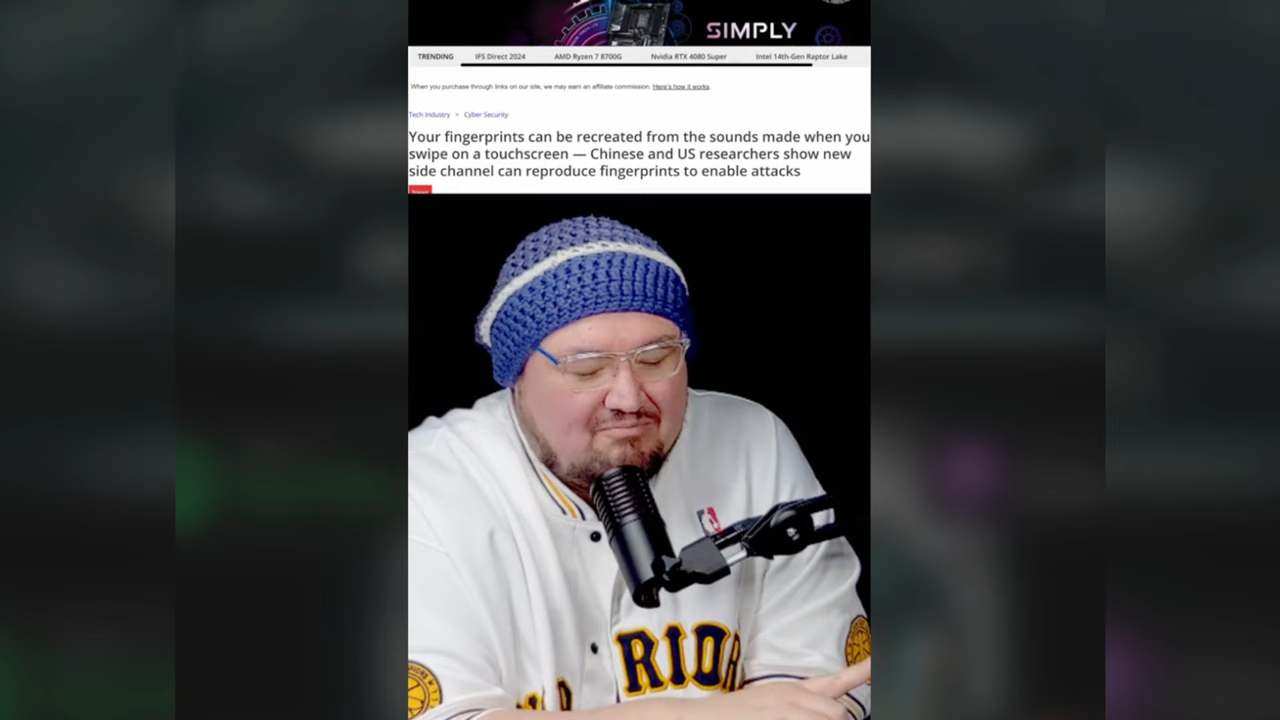 SIMPLY
TRENDING IFS Direct 2024 AMD Ryzen 7 8700G Nvidia RTX 4080 Super Intel 14th-Gen Raptor Lake
When you purchase through links on our site, we may earn an affiliate commission. Here's how it works.
Tech Industry > Cyber Security
Your fingerprints can be recreated from the sounds made when you
swipe on a touchscreen — Chinese and US researchers show new
side channel can reproduce fingerprints to enable attacks
RIOR